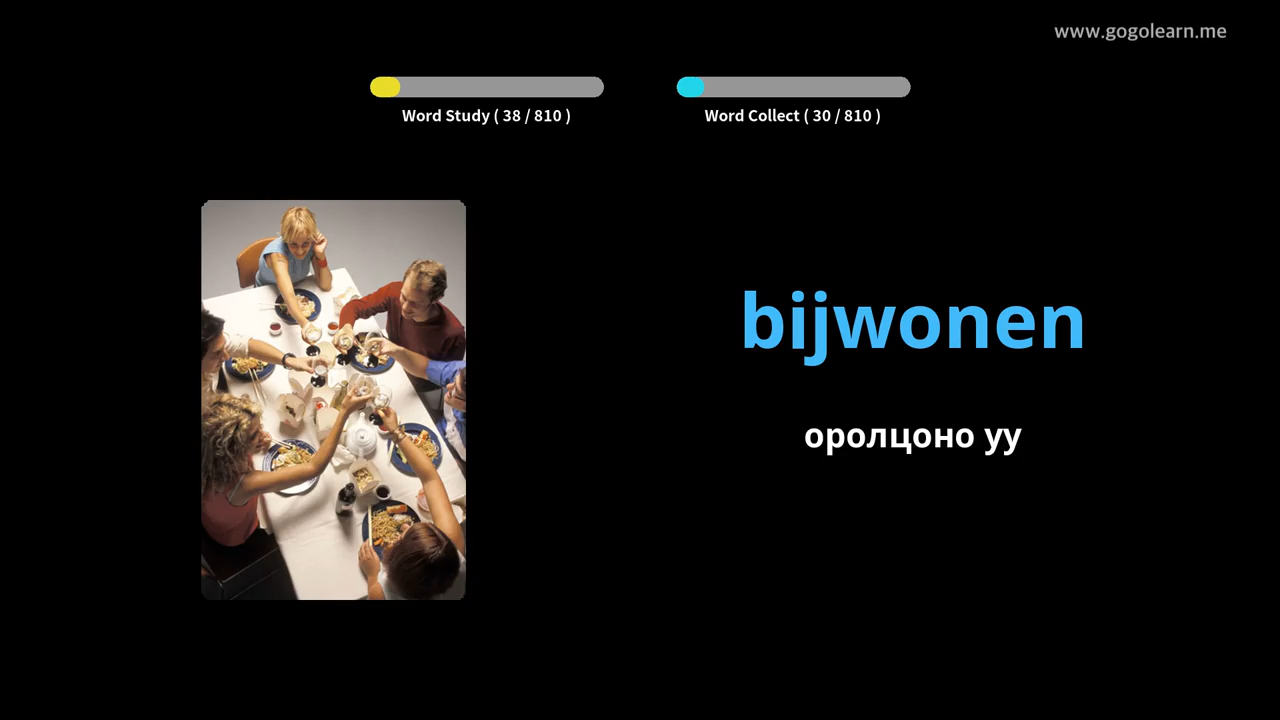 www.gogolearn.me
Word Study ( 38 / 810 )
Word Collect ( 30 / 810 )
bijwonen
оролцоно уу